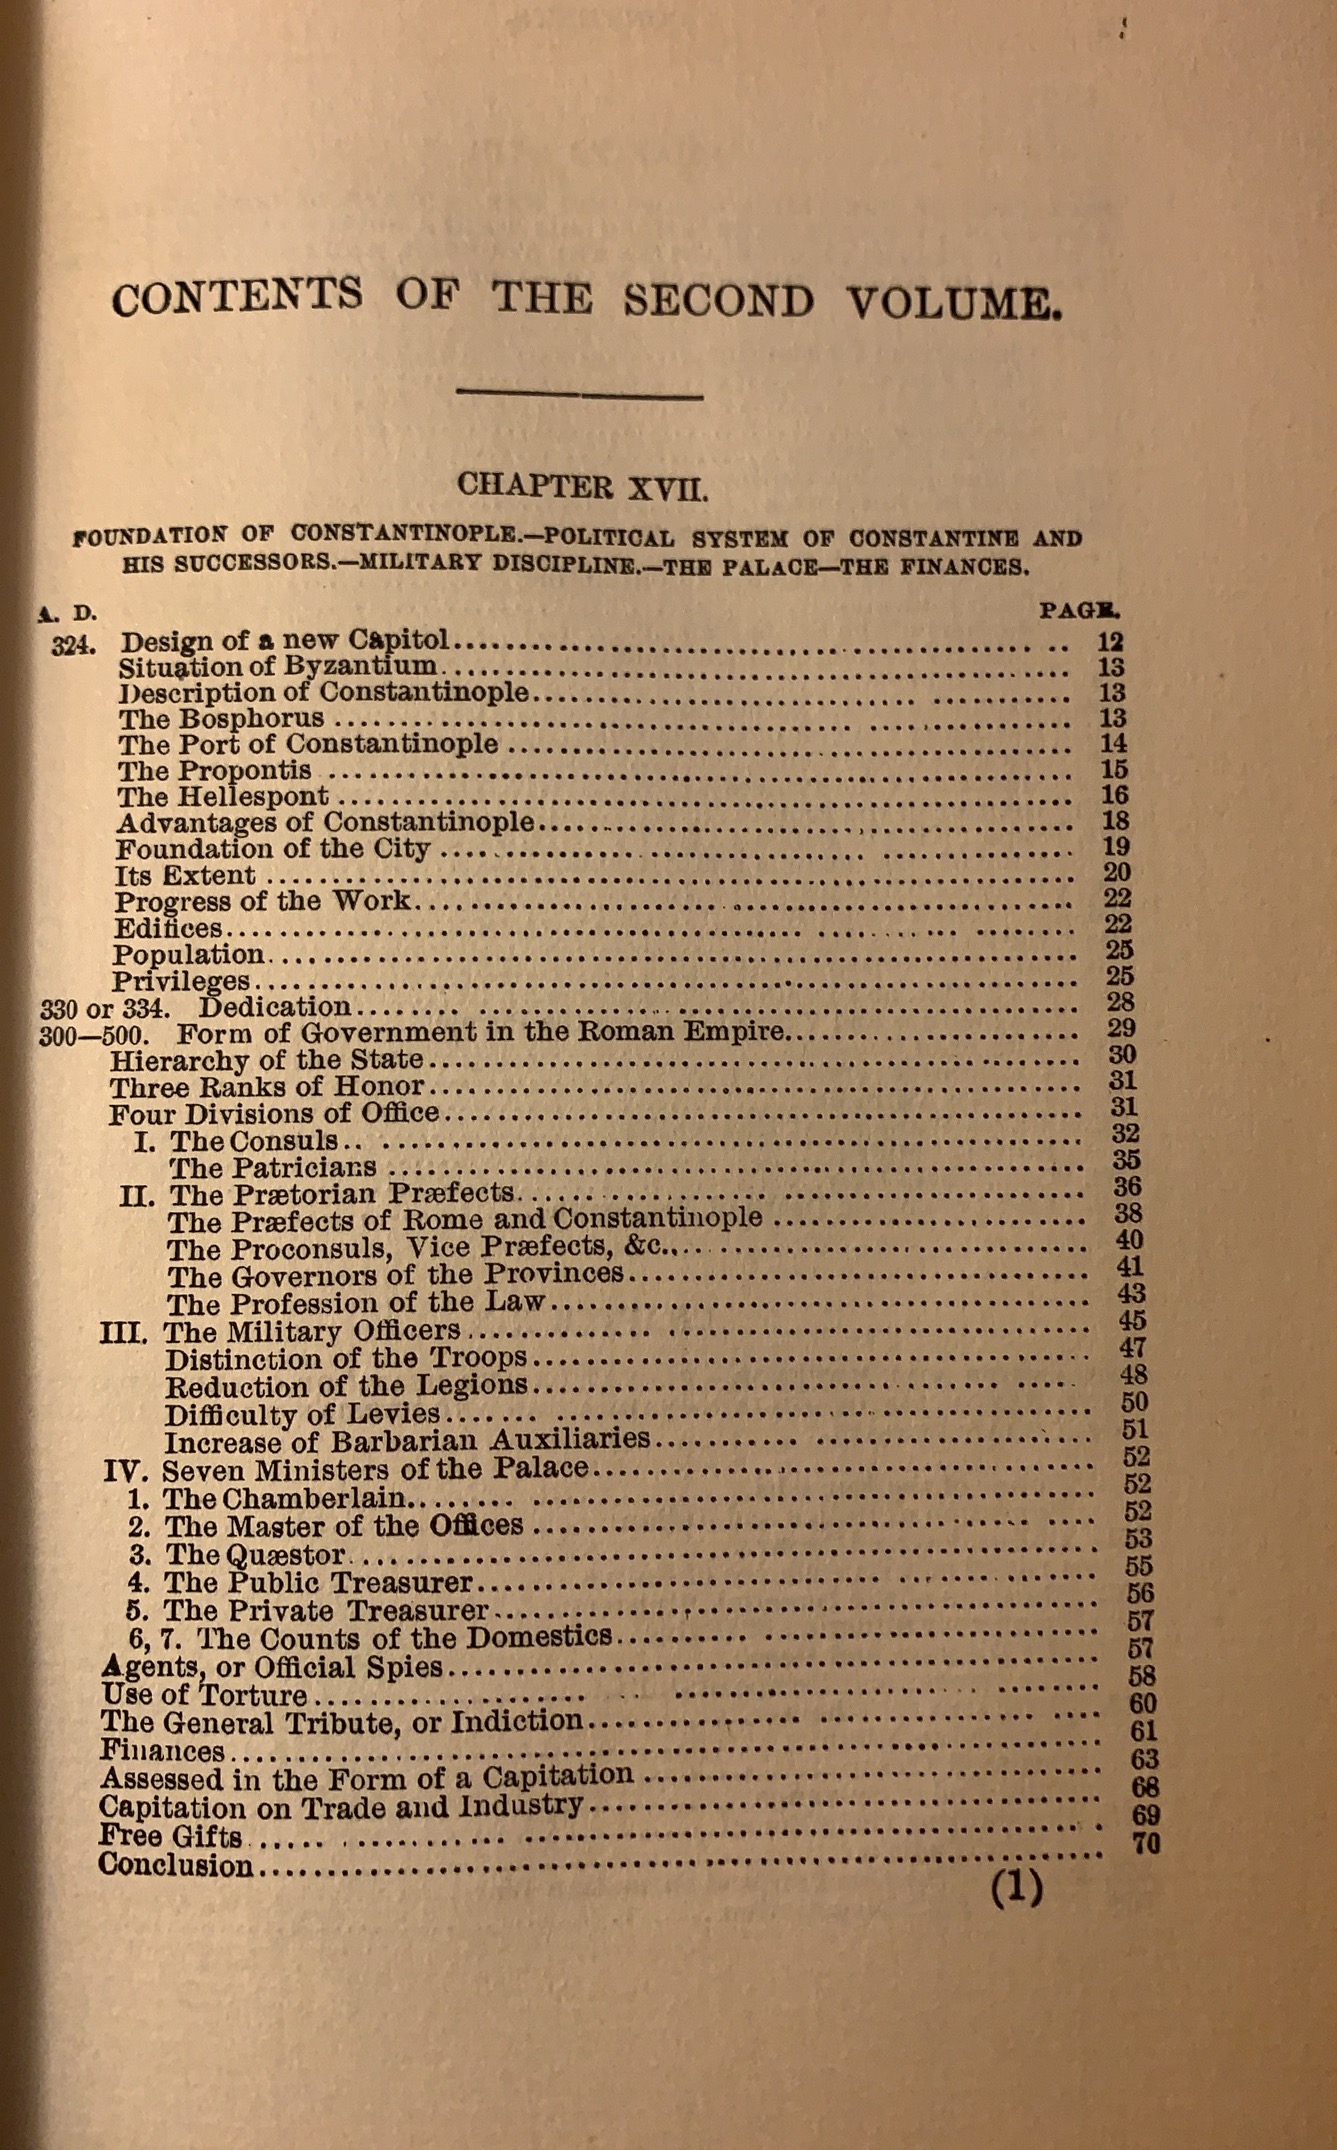 CONTENTS OF THE SECOND VOLUME.
CHAPTER XVII.
FOUNDATION OF CONSTANTINOPLE.—POLITICAL SYSTEM OF CONSTANTINE AND
HIS SUCCESSORS.—MILITARY DISCIPLINE.—THE PALACE—THE FINANCES.
A. D. PAGE.
324. Design of a new Capitol 12
Situation of Byzantium 13
Description of Constantinople 13
The Bosphorus 13
The Port of Constantinople 14
The Propontis 15
The Hellespont 16
Advantages of Constantinople 18
Foundation of the City 19
Its Extent 20
Progress of the Work 22
Edifices 22
Population 25
Privileges 25
330 or 334. Dedication 28
300—500. Form of Government in the Roman Empire 29
Hierarchy of the State 30
Three Ranks of Honor 31
Four Divisions of Office 31
I. The Consuls 32
The Patricians 35
II. The Prætorian Præfects 36
The Præfects of Rome and Constantinople 38
The Proconsuls, Vice Præfects, &c. 40
The Governors of the Provinces 41
The Profession of the Law 43
III. The Military Officers 45
Distinction of the Troops 47
Reduction of the Legions 48
Difficulty of Levies 50
Increase of Barbarian Auxiliaries 51
IV. Seven Ministers of the Palace 52
1. The Chamberlain 52
2. The Master of the Offices 52
3. The Quæstor 53
4. The Public Treasurer 55
5. The Private Treasurer 56
6, 7. The Counts of the Domestics 57
Agents, or Official Spies 57
Use of Torture 58
The General Tribute, or Indiction 60
Finances 61
Assessed in the Form of a Capitation 63
Capitation on Trade and Industry 68
Free Gifts 69
Conclusion 70
(1)